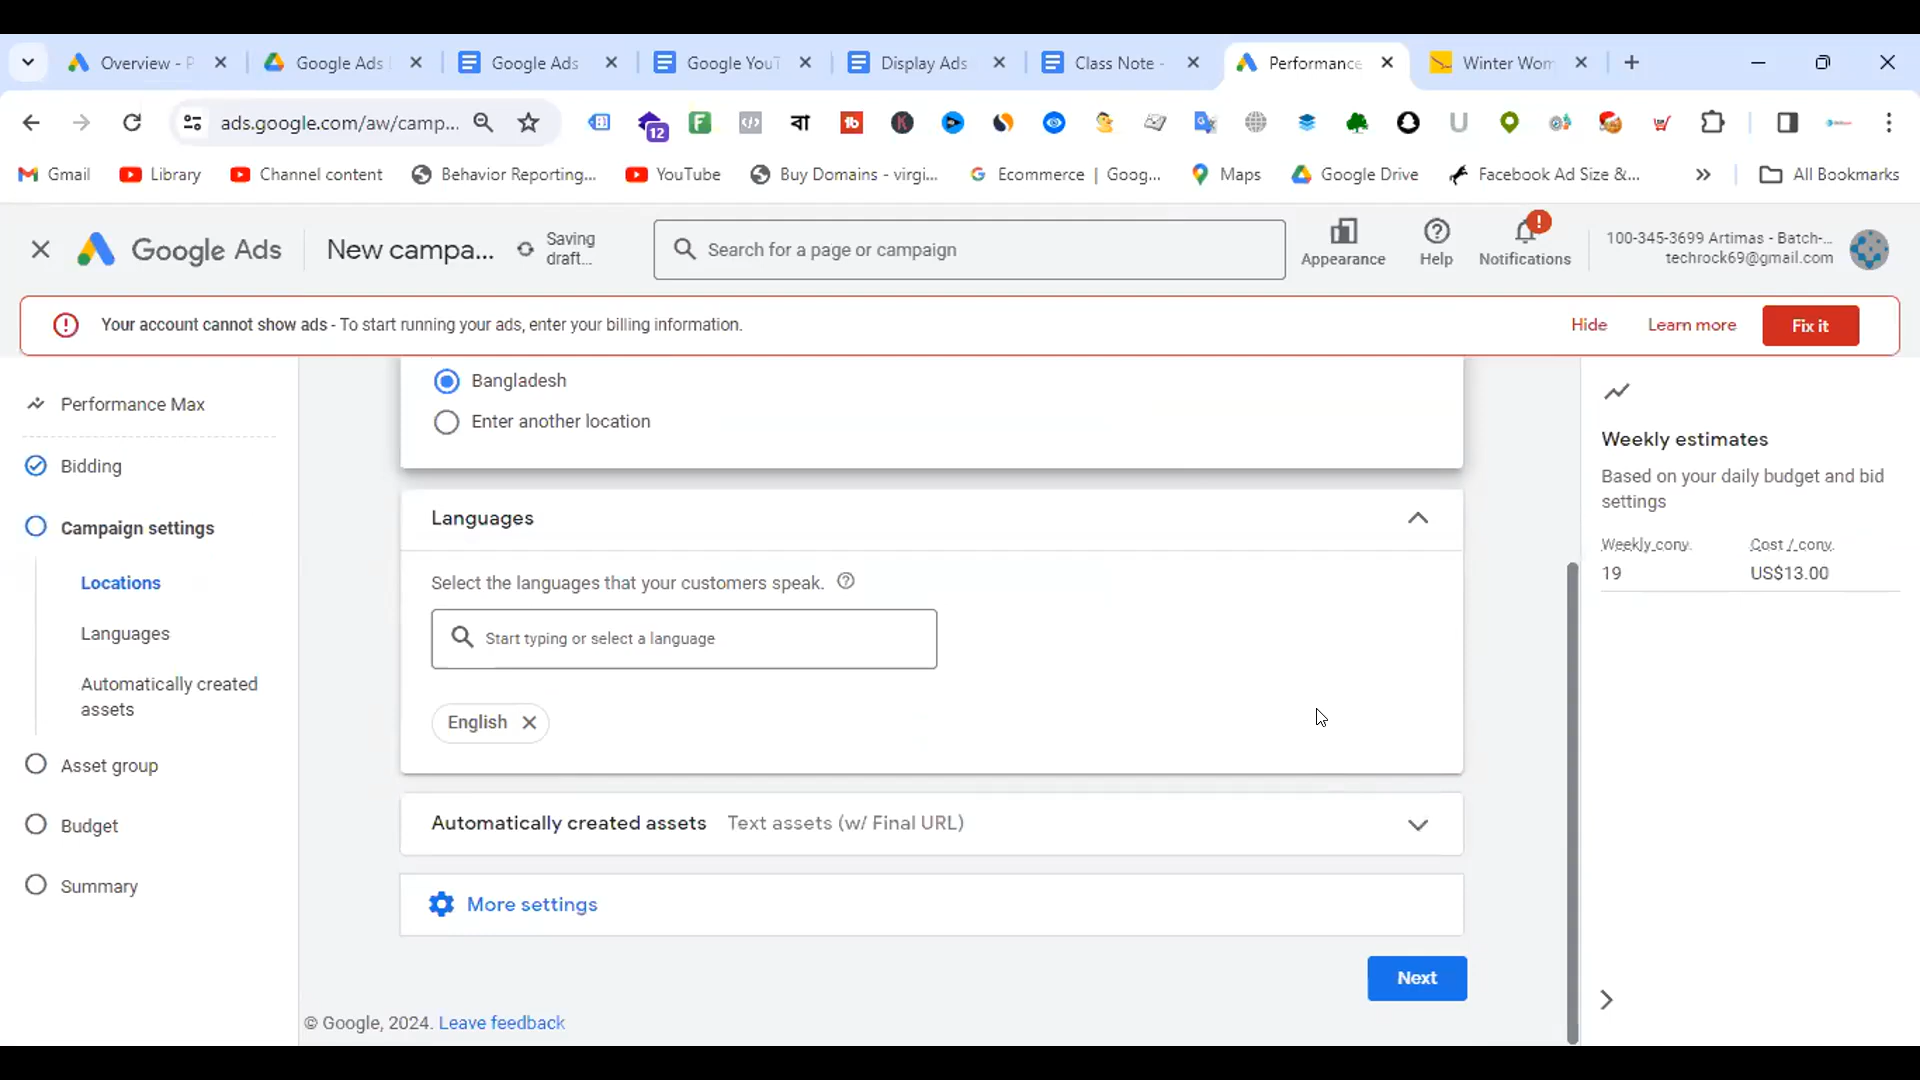 Overview - P
Google Ads
Google Ads
Google YouT
Display Ads
Class Note -
Performance
Winter Wom
ads.google.com/aw/camp...
12
বা
Gmail
Library
Channel content
Behavior Reporting...
YouTube
Buy Domains - virgi...
Ecommerce | Goog...
Maps
Google Drive
Facebook Ad Size &...
All Bookmarks
Google Ads
New campa...
Saving
draft...
Search for a page or campaign
Appearance
Help
Notifications
100-345-3699 Artimas - Batch-...
techrock69@gmail.com
Your account cannot show ads - To start running your ads, enter your billing information.
Hide
Learn more
Fix it
Performance Max
Bidding
Campaign settings
Locations
Languages
Automatically created
assets
Asset group
Budget
Summary
Bangladesh
Enter another location
Languages
Select the languages that your customers speak.
Start typing or select a language
English
Automatically created assets Text assets (w/ Final URL)
More settings
Next
© Google, 2024. Leave feedback
Weekly estimates
Based on your daily budget and bid
settings
Weekly conv. Cost / conv.
19 US$13.00